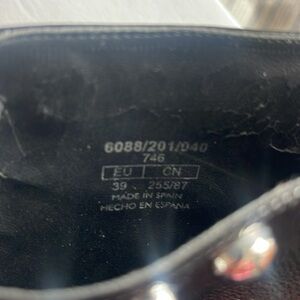 6088/201/040
746
EU CN
39 255/87
MADE IN SPAIN
HECHO EN ESPAÑA